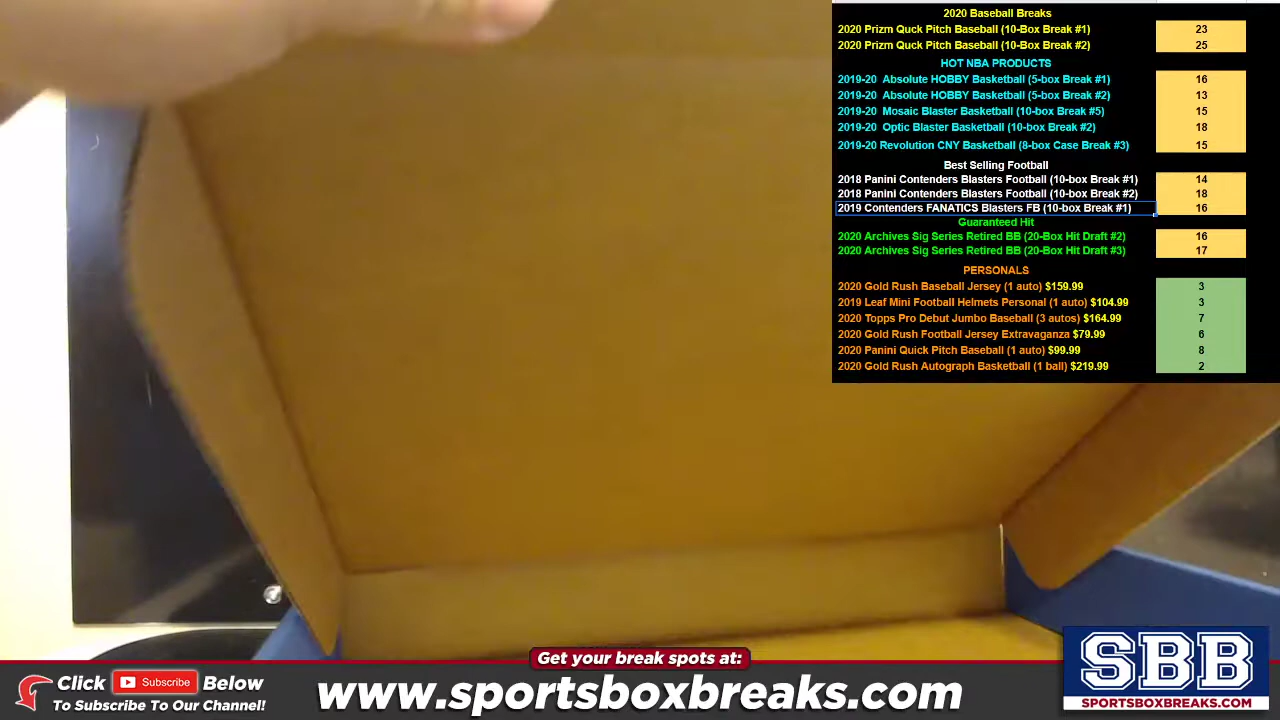 2020 Baseball Breaks
2020 Prizm Quck Pitch Baseball (10-Box Break #1) 23
2020 Prizm Quck Pitch Baseball (10-Box Break #2) 25
HOT NBA PRODUCTS
2019-20 Absolute HOBBY Basketball (5-box Break #1) 16
2019-20 Absolute HOBBY Basketball (5-box Break #2) 13
2019-20 Mosaic Blaster Basketball (10-box Break #5) 15
2019-20 Optic Blaster Basketball (10-box Break #2) 18
2019-20 Revolution CNY Basketball (8-box Case Break #3) 15
Best Selling Football
2018 Panini Contenders Blasters Football (10-box Break #1) 14
2018 Panini Contenders Blasters Football (10-box Break #2) 18
2019 Contenders FANATICS Blasters FB (10-box Break #1) 16
Guaranteed Hit
2020 Archives Sig Series Retired BB (20-Box Hit Draft #2) 16
2020 Archives Sig Series Retired BB (20-Box Hit Draft #3) 17
PERSONALS
2020 Gold Rush Baseball Jersey (1 auto) $159.99 3
2019 Leaf Mini Football Helmets Personal (1 auto) $104.99 3
2020 Topps Pro Debut Jumbo Baseball (3 autos) $164.99 7
2020 Gold Rush Football Jersey Extravaganza $79.99 6
2020 Panini Quick Pitch Baseball (1 auto) $99.99 8
2020 Gold Rush Autograph Basketball (1 ball) $219.99 2
Get your break spots at:
Click Subscribe Below
To Subscribe To Our Channel!
www.sportsboxbreaks.com
SBB
SPORTSBOXBREAKS.COM